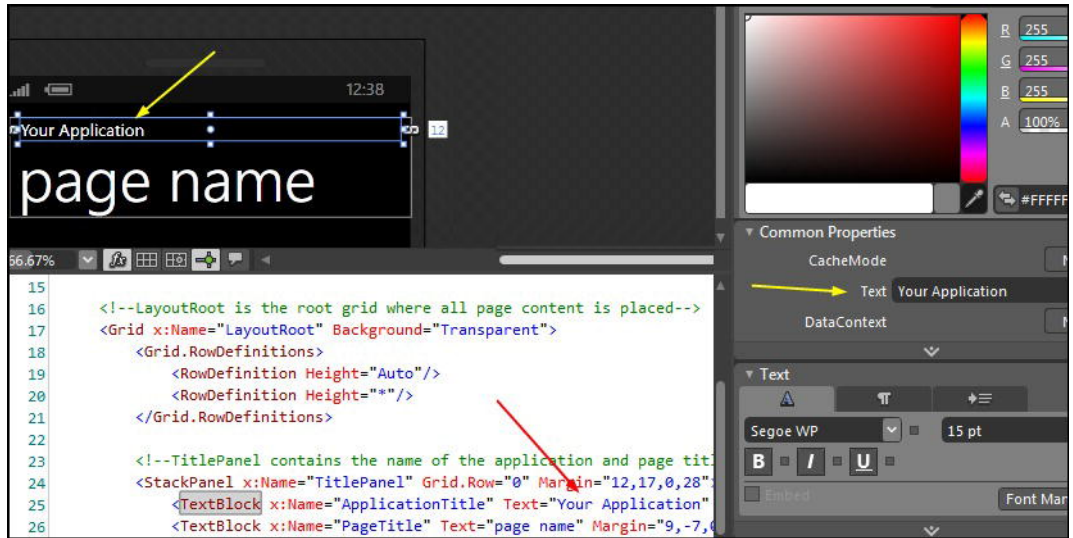 12:38
Your Application
12
page name
66.67%
15
16 <!--LayoutRoot is the root grid where all page content is placed-->
17 <Grid x:Name="LayoutRoot" Background="Transparent">
18 <Grid.RowDefinitions>
19 <RowDefinition Height="Auto"/>
20 <RowDefinition Height="*"/>
21 </Grid.RowDefinitions>
22
23 <!--TitlePanel contains the name of the application and page tit
24 <StackPanel x:Name="TitlePanel" Grid.Row="0" Margin="12,17,0,28">
25 <TextBlock x:Name="ApplicationTitle" Text="Your Application"
26 <TextBlock x:Name="PageTitle" Text="page name" Margin="9,-7,0
R 255
G 255
B 255
A 100%
#FFFFF
Common Properties
CacheMode N
Text Your Application
DataContext N
Text
A ¶
Segoe WP 15 pt
B I U
Embed Font Man